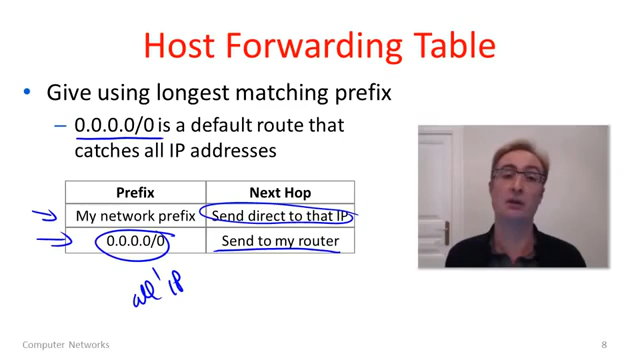 Host Forwarding Table
• Give using longest matching prefix
– 0.0.0.0/0 is a default route that
catches all IP addresses
Prefix Next Hop
My network prefix Send direct to that IP
0.0.0.0/0 Send to my router
all IP
Computer Networks 8